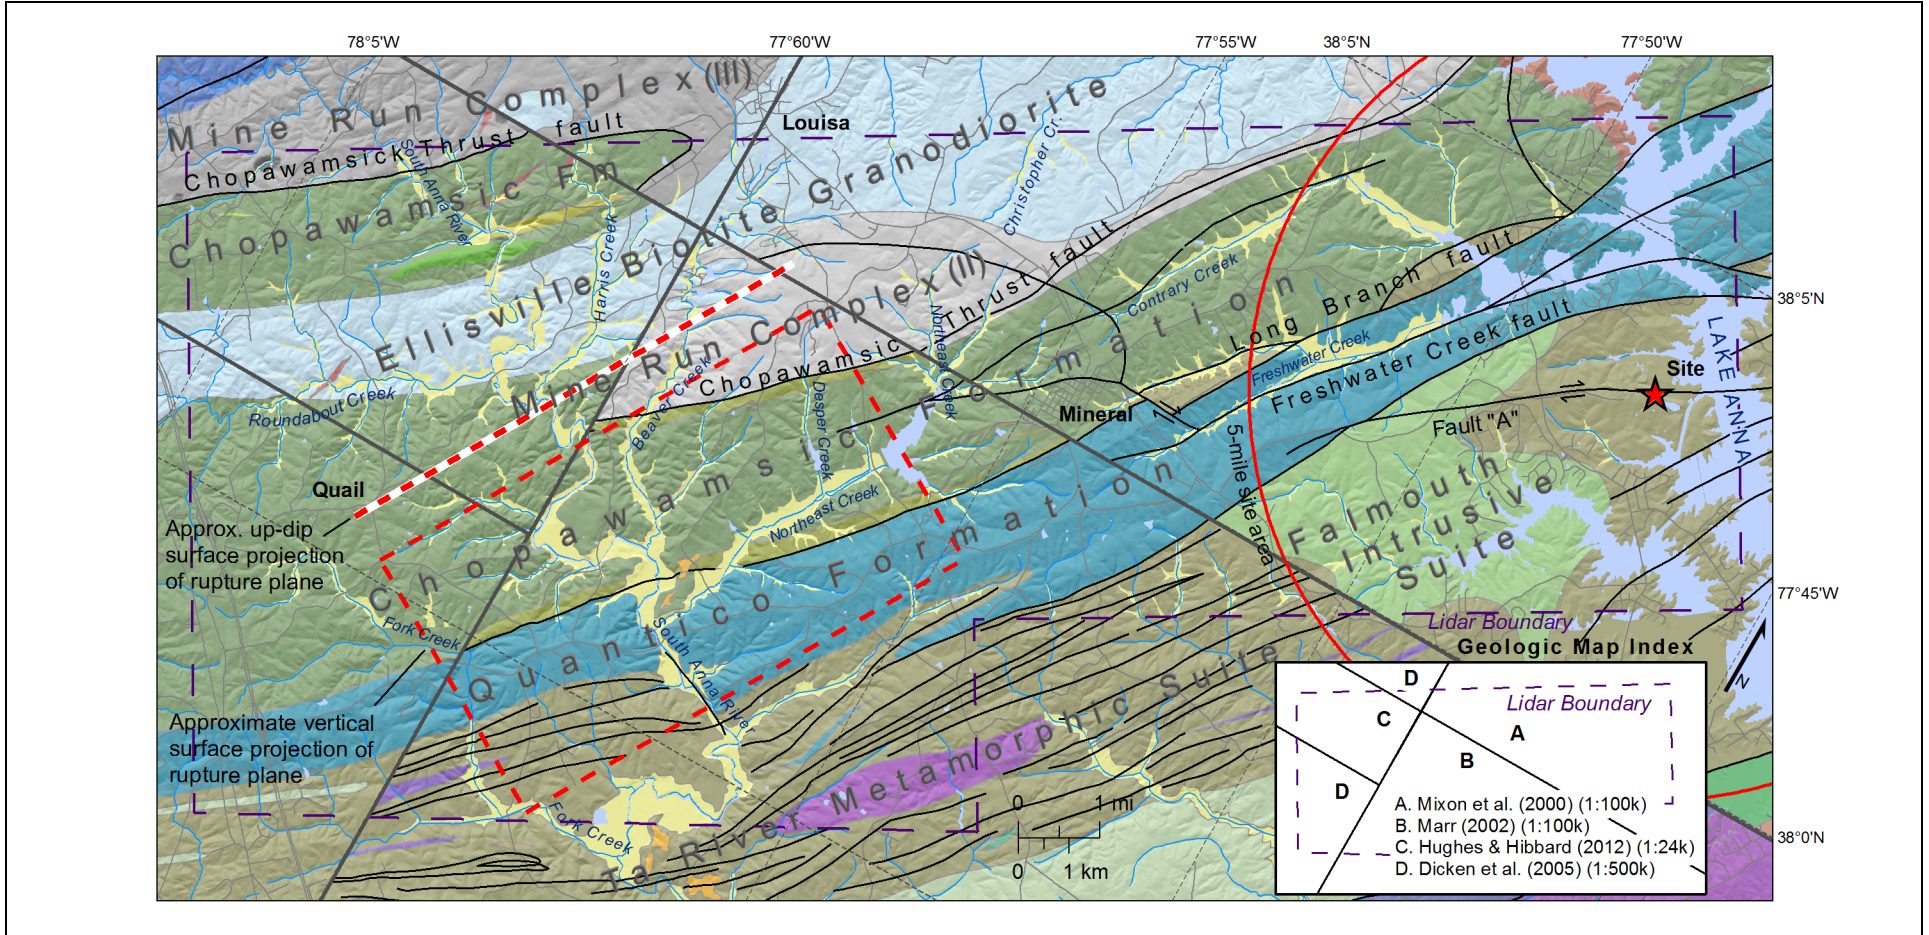 78°5'W
77°60'W
77°55'W
38°5'N
77°50'W
Mine Run Complex (III)
Louisa
Chopawamsick Thrust fault
South Anna River
Chopawamsic Fm
Christopher Cr.
Ellisville Biotite Granodiorite
Harris Creek
Contrary Creek
Mine Run Complex (II)
Northeast Creek
Chopawamsic Thrust fault
Long Branch fault
Freshwater Creek
Freshwater Creek fault
38°5'N
LAKE ANNA
Site
Roundabout Creek
Beaver Creek
Desper Creek
Mineral
Fault "A"
5-mile site area
Quail
Approx. up-dip
surface projection
of rupture plane
Chopawamsic Formation
Northeast Creek
Falmouth
Intrusive
Suite
Fork Creek
Quantico Formation
South Anna River
77°45'W
Lidar Boundary
Geologic Map Index
N
Approximate vertical
surface projection of
rupture plane
Ta River Metamorphic Suite
Fork Creek
0 1 mi
0 1 km
D
Lidar Boundary
C
A
B
D
A. Mixon et al. (2000) (1:100k)
B. Marr (2002) (1:100k)
C. Hughes & Hibbard (2012) (1:24k)
D. Dicken et al. (2005) (1:500k)
38°0'N